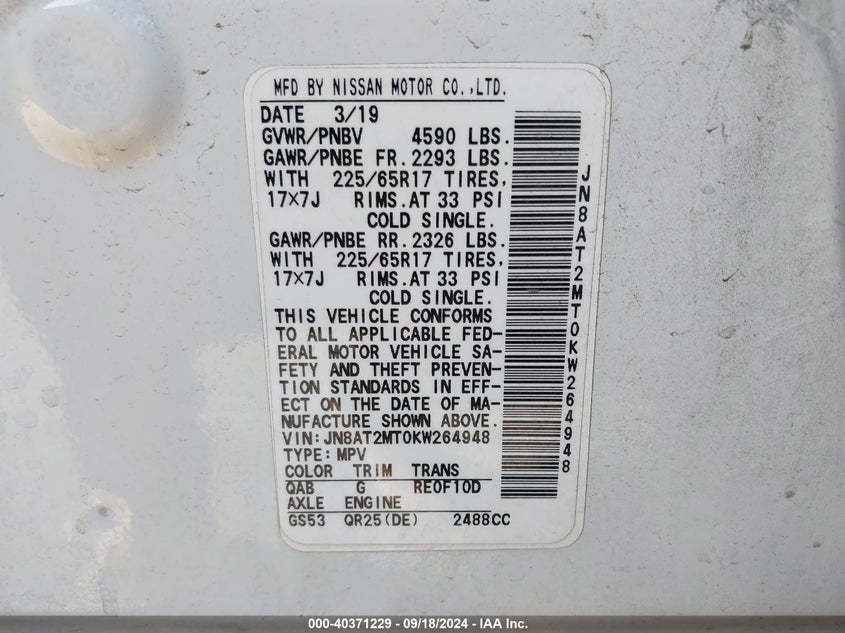 MFD BY NISSAN MOTOR CO.,LTD.
DATE 3/19
GVWR/PNBV 4590 LBS.
GAWR/PNBE FR. 2293 LBS.
WITH 225/65R17 TIRES,
17×7J RIMS.AT 33 PSI
COLD SINGLE.
GAWR/PNBE RR. 2326 LBS.
WITH 225/65R17 TIRES,
17×7J RIMS.AT 33 PSI
COLD SINGLE.
THIS VEHICLE CONFORMS
TO ALL APPLICABLE FED-
ERAL MOTOR VEHICLE SA-
FETY AND THEFT PREVEN-
TION STANDARDS IN EFF-
ECT ON THE DATE OF MA-
NUFACTURE SHOWN ABOVE.
VIN: JN8AT2MT0KW264948
TYPE: MPV
COLOR TRIM TRANS
QAB G RE0F10D
AXLE ENGINE
GS53 QR25(DE) 2488CC
JN8AT2MT0KW264948
000-40371229 - 09/18/2024 - IAA Inc.